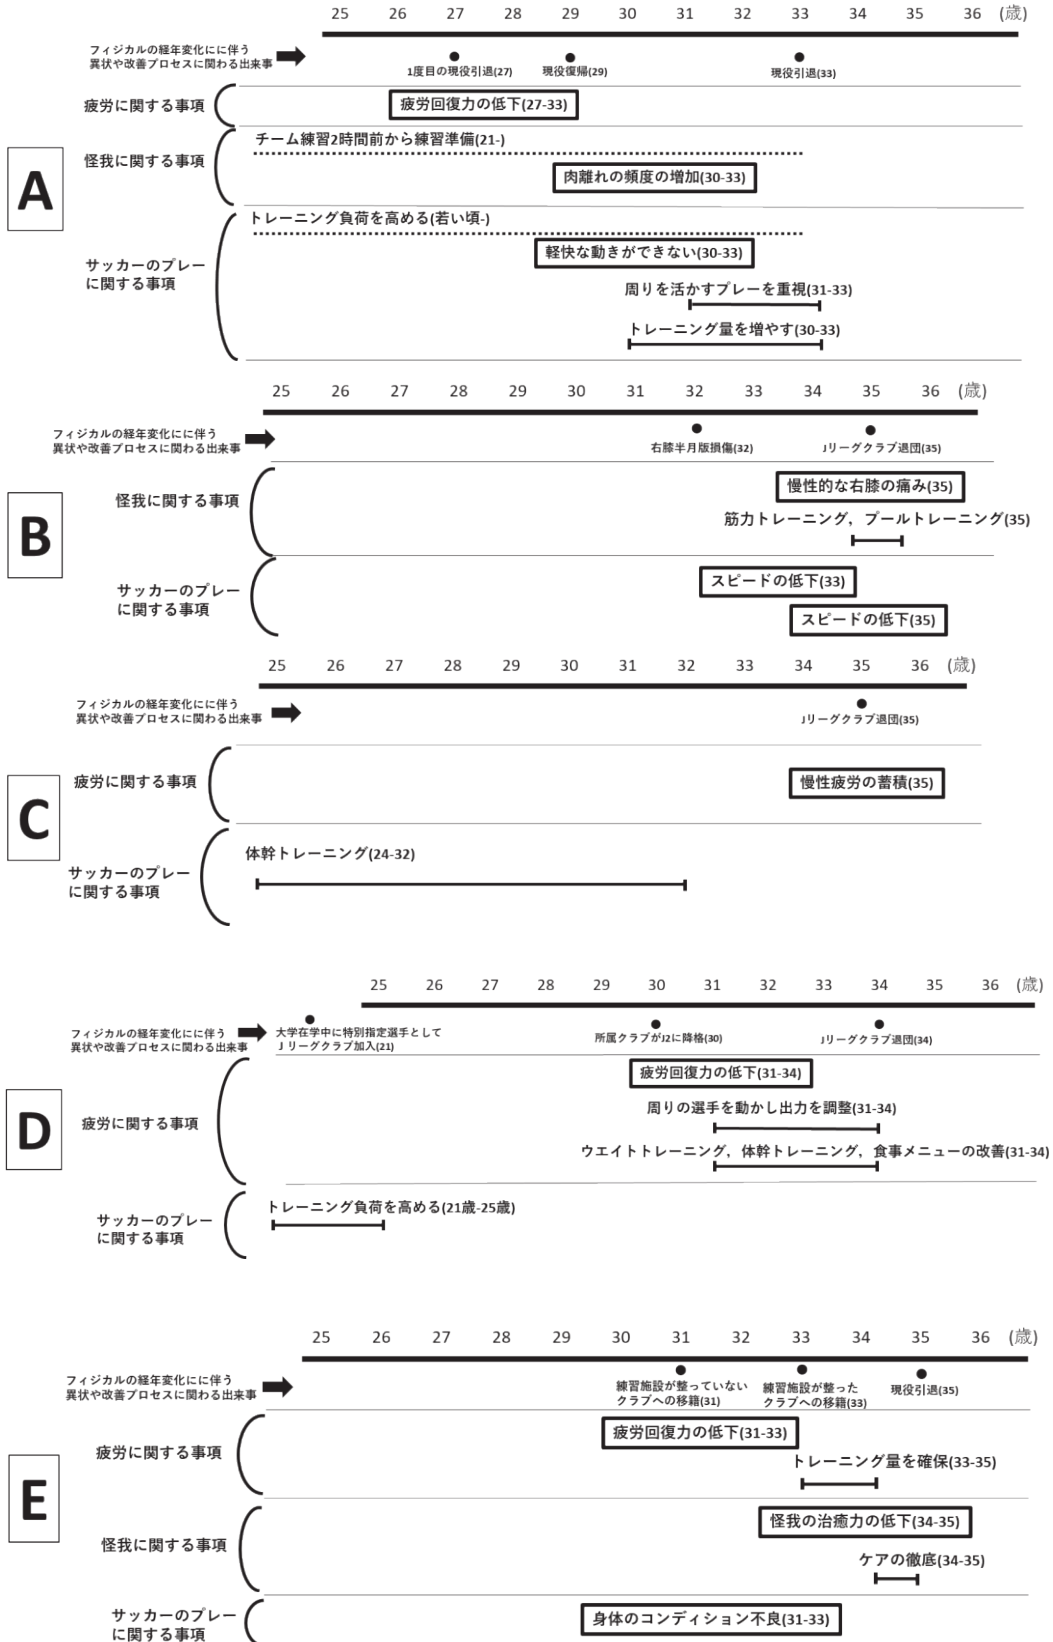 25 26 27 28 29 30 31 32 33 34 35 36 (歳)
フィジカルの経年変化にに伴う
異状や改善プロセスに関わる出来事
1度目の現役引退(27) 現役復帰(29) 現役引退(33)
疲労に関する事項
疲労回復力の低下(27-33)
A
怪我に関する事項
チーム練習2時間前から練習準備(21-)
肉離れの頻度の増加(30-33)
トレーニング負荷を高める(若い頃-)
サッカーのプレー
に関する事項
軽快な動きができない(30-33)
周りを活かすプレーを重視(31-33)
トレーニング量を増やす(30-33)
25 26 27 28 29 30 31 32 33 34 35 36 (歳)
フィジカルの経年変化にに伴う
異状や改善プロセスに関わる出来事
右膝半月版損傷(32) Jリーグクラブ退団(35)
B
怪我に関する事項
慢性的な右膝の痛み(35)
筋力トレーニング，プールトレーニング(35)
サッカーのプレー
に関する事項
スピードの低下(33)
スピードの低下(35)
25 26 27 28 29 30 31 32 33 34 35 36 (歳)
フィジカルの経年変化にに伴う
異状や改善プロセスに関わる出来事
Jリーグクラブ退団(35)
C
疲労に関する事項
慢性疲労の蓄積(35)
サッカーのプレー
に関する事項
体幹トレーニング(24-32)
25 26 27 28 29 30 31 32 33 34 35 36 (歳)
フィジカルの経年変化にに伴う
異状や改善プロセスに関わる出来事
大学在学中に特別指定選手として
Ｊリーグクラブ加入(21)
所属クラブがJ2に降格(30) Jリーグクラブ退団(34)
D
疲労に関する事項
疲労回復力の低下(31-34)
周りの選手を動かし出力を調整(31-34)
ウエイトトレーニング，体幹トレーニング，食事メニューの改善(31-34)
サッカーのプレー
に関する事項
トレーニング負荷を高める(21歳-25歳)
25 26 27 28 29 30 31 32 33 34 35 36 (歳)
フィジカルの経年変化にに伴う
異状や改善プロセスに関わる出来事
練習施設が整っていない
クラブへの移籍(31)
練習施設が整った
クラブへの移籍(33)
現役引退(35)
E
疲労に関する事項
疲労回復力の低下(31-33)
トレーニング量を確保(33-35)
怪我に関する事項
怪我の治癒力の低下(34-35)
ケアの徹底(34-35)
サッカーのプレー
に関する事項
身体のコンディション不良(31-33)